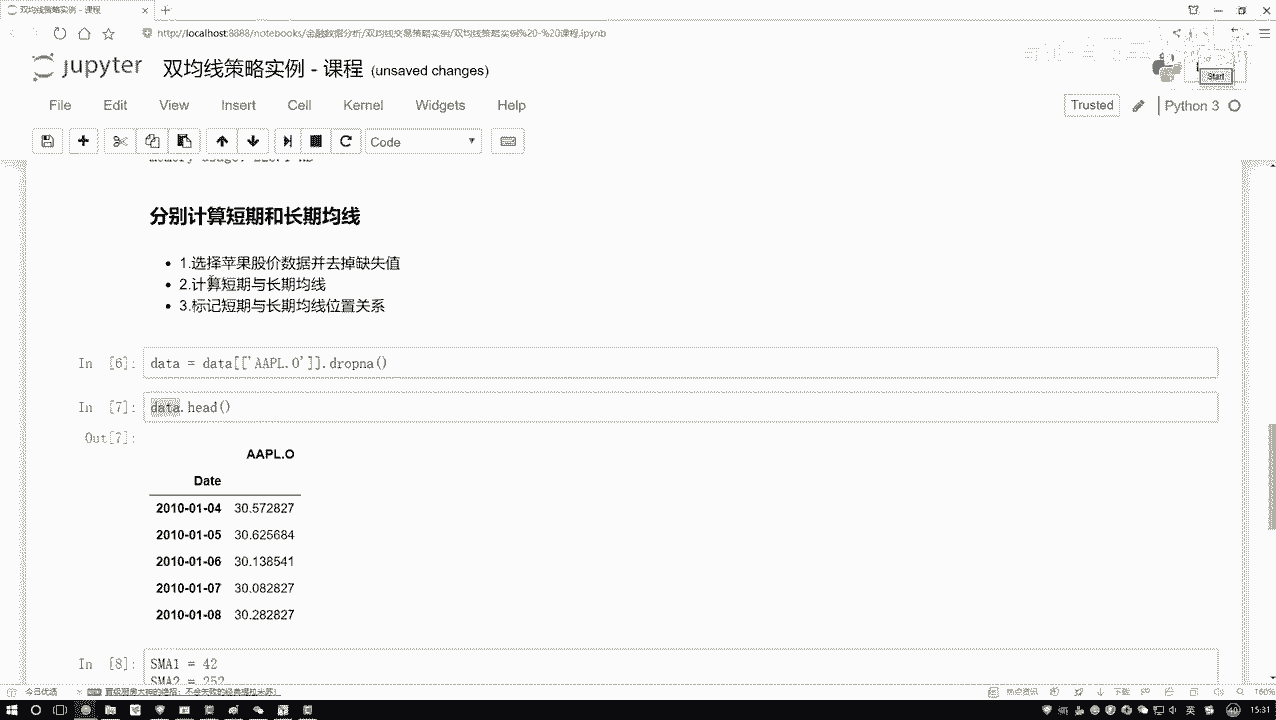 双均线策略实例 - 课程
http://localhost:8888/notebooks/金融数据分析/双均线交易策略实例/双均线策略实例%20-%20课程.ipynb
jupyter 双均线策略实例 - 课程 (unsaved changes)
Start
File Edit View Insert Cell Kernel Widgets Help
Trusted Python 3
Code
分别计算短期和长期均线
1.选择苹果股价数据并去掉缺失值
2.计算短期与长期均线
3.标记短期与长期均线位置关系
In [6]: data = data[['AAPL.O']].dropna()
In [7]: data.head()
Out[7]:
AAPL.O
Date
2010-01-04 30.572827
2010-01-05 30.625684
2010-01-06 30.138541
2010-01-07 30.082827
2010-01-08 30.282827
In [8]: SMA1 = 42
SMA2 = 252
今日优选
热点资讯
下载
160%
英
15:31